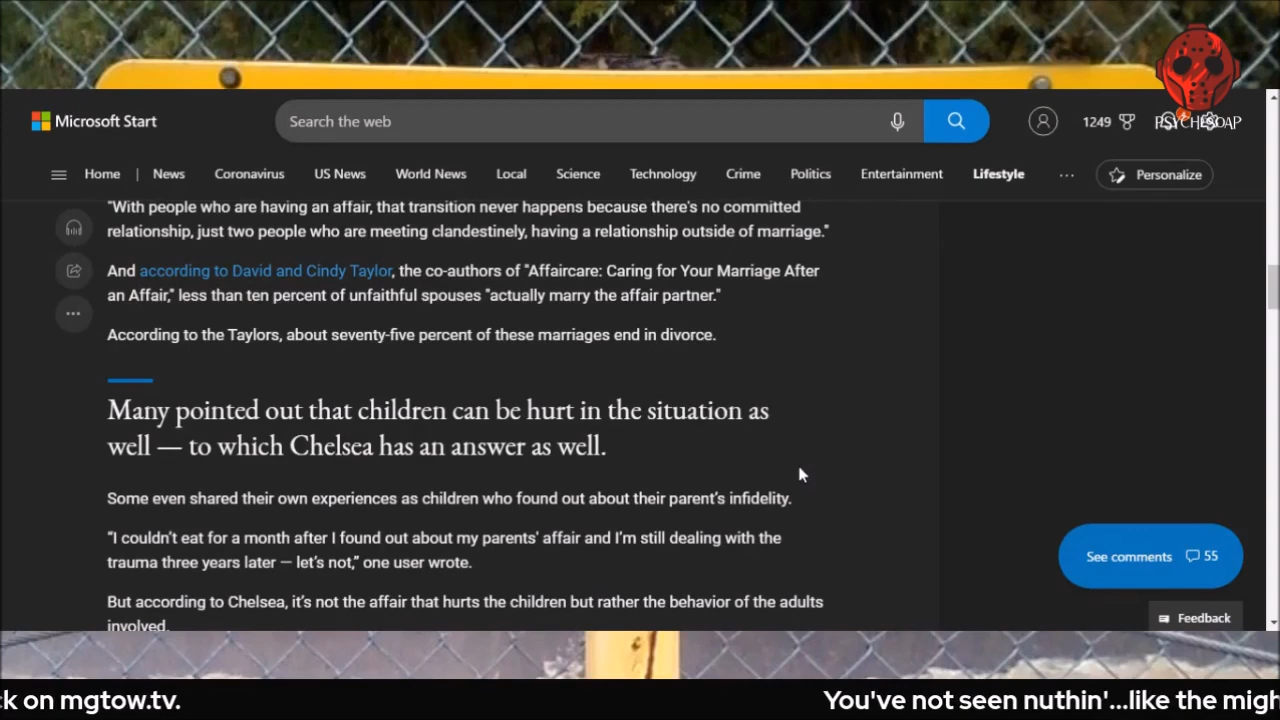 Microsoft Start
Search the web
1249
PSYCHESOAP
Home
News
Coronavirus
US News
World News
Local
Science
Technology
Crime
Politics
Entertainment
Lifestyle
Personalize
"With people who are having an affair, that transition never happens because there's no committed
relationship, just two people who are meeting clandestinely, having a relationship outside of marriage."
And according to David and Cindy Taylor, the co-authors of "Affaircare: Caring for Your Marriage After
an Affair," less than ten percent of unfaithful spouses "actually marry the affair partner."
According to the Taylors, about seventy-five percent of these marriages end in divorce.
Many pointed out that children can be hurt in the situation as
well — to which Chelsea has an answer as well.
Some even shared their own experiences as children who found out about their parent's infidelity.
“I couldn’t eat for a month after I found out about my parents' affair and I’m still dealing with the
trauma three years later — let’s not,” one user wrote.
But according to Chelsea, it’s not the affair that hurts the children but rather the behavior of the adults
involved.
See comments 55
Feedback
k on mgtow.tv.
You've not seen nuthin'...like the migh